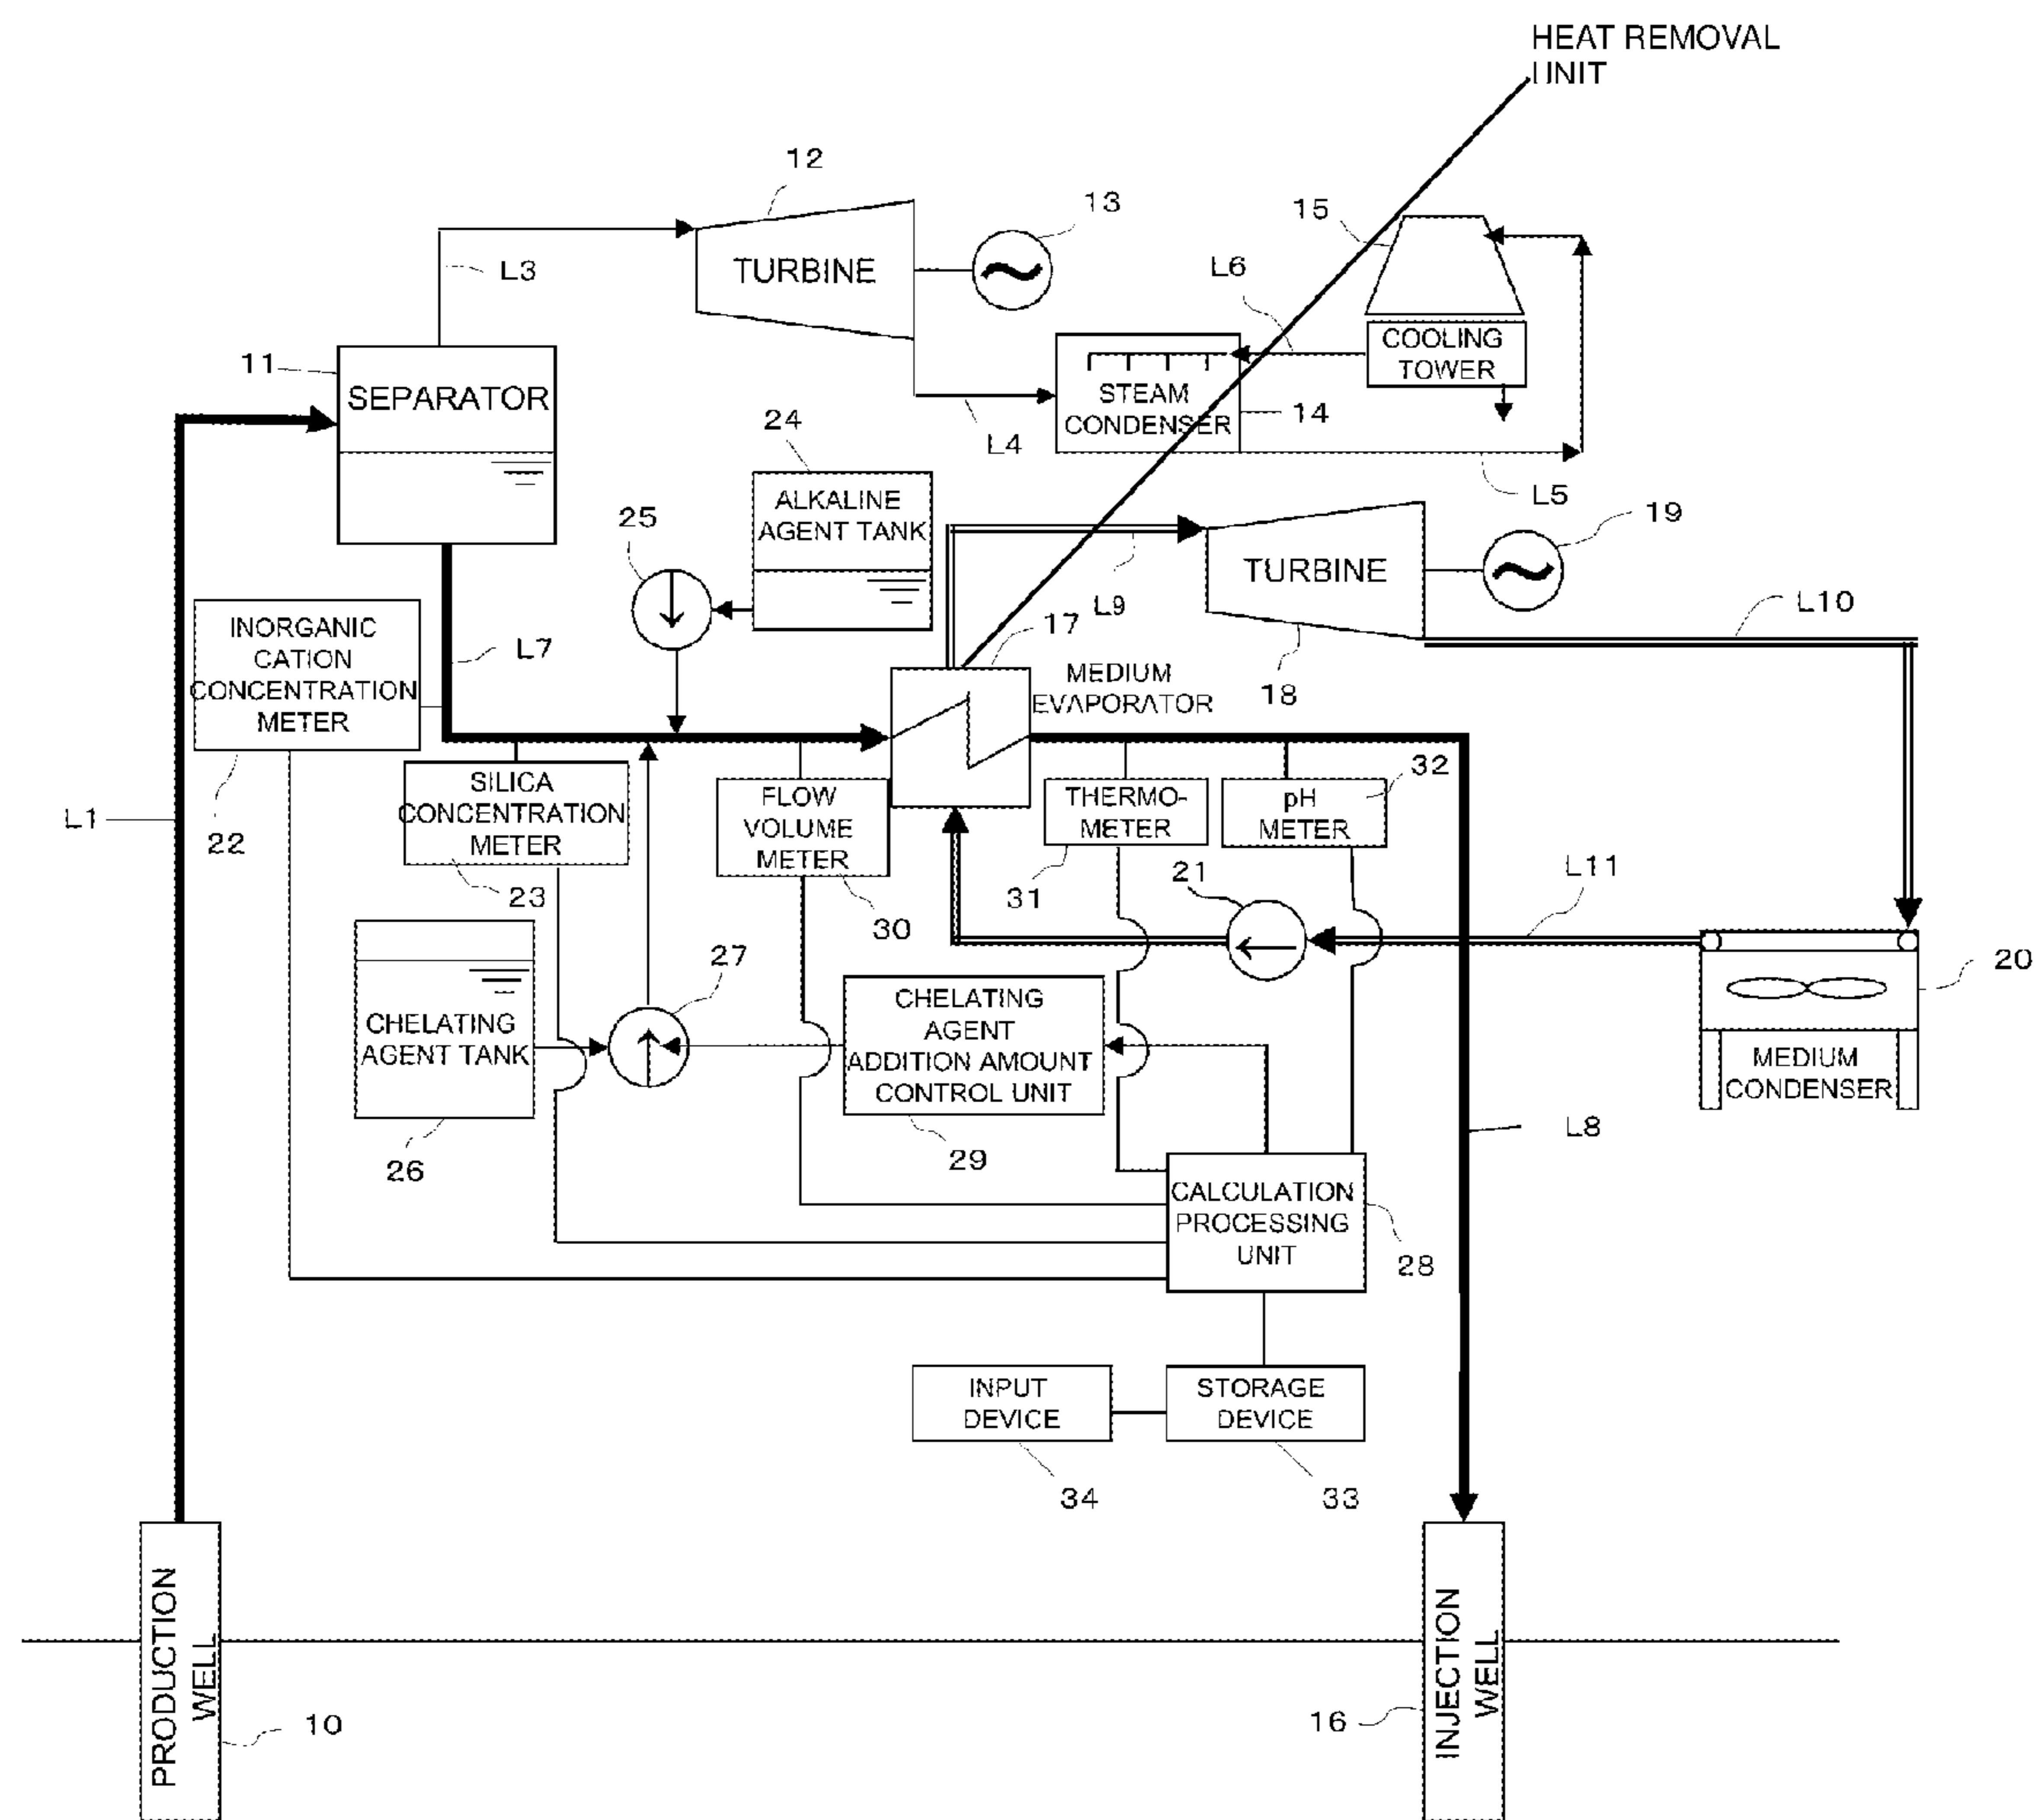 HEAT REMOVAL
UNIT
12
13
15
L6
L3
TURBINE
COOLING
TOWER
11
SEPARATOR
STEAM
CONDENSER
14
24
L4
L5
ALKALINE
AGENT TANK
25
19
TURBINE
L9
L10
17
INORGANIC
CATION
CONCENTRATION
METER
L7
MEDIUM
EVAPORATOR
18
32
SILICA
CONCENTRATION
METER
FLOW
VOLUME
METER
THERMO-
METER
pH
METER
L1
22
23
30
31
21
L11
27
20
CHELATING
AGENT TANK
CHELATING
AGENT
ADDITION AMOUNT
CONTROL UNIT
MEDIUM
CONDENSER
26
29
L8
CALCULATION
PROCESSING
UNIT
28
INPUT
DEVICE
STORAGE
DEVICE
34
33
PRODUCTION
WELL
10
INJECTION
WELL
16